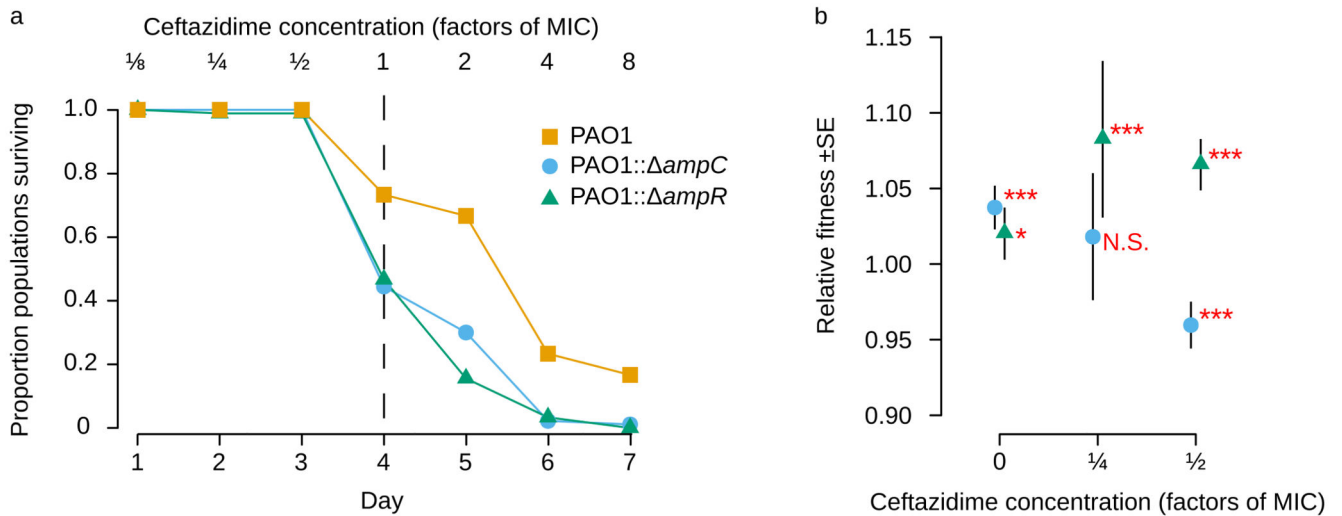 a
Ceftazidime concentration (factors of MIC)
⅛ ¼ ½ 1 2 4 8
Proportion populations suriving
1.0
0.8
0.6
0.4
0.2
0
PAO1
PAO1::ΔampC
PAO1::ΔampR
1 2 3 4 5 6 7
Day
b
Relative fitness ±SE
1.15
1.10
1.05
1.00
0.95
0.90
***
*
***
N.S.
***
***
0 ¼ ½
Ceftazidime concentration (factors of MIC)